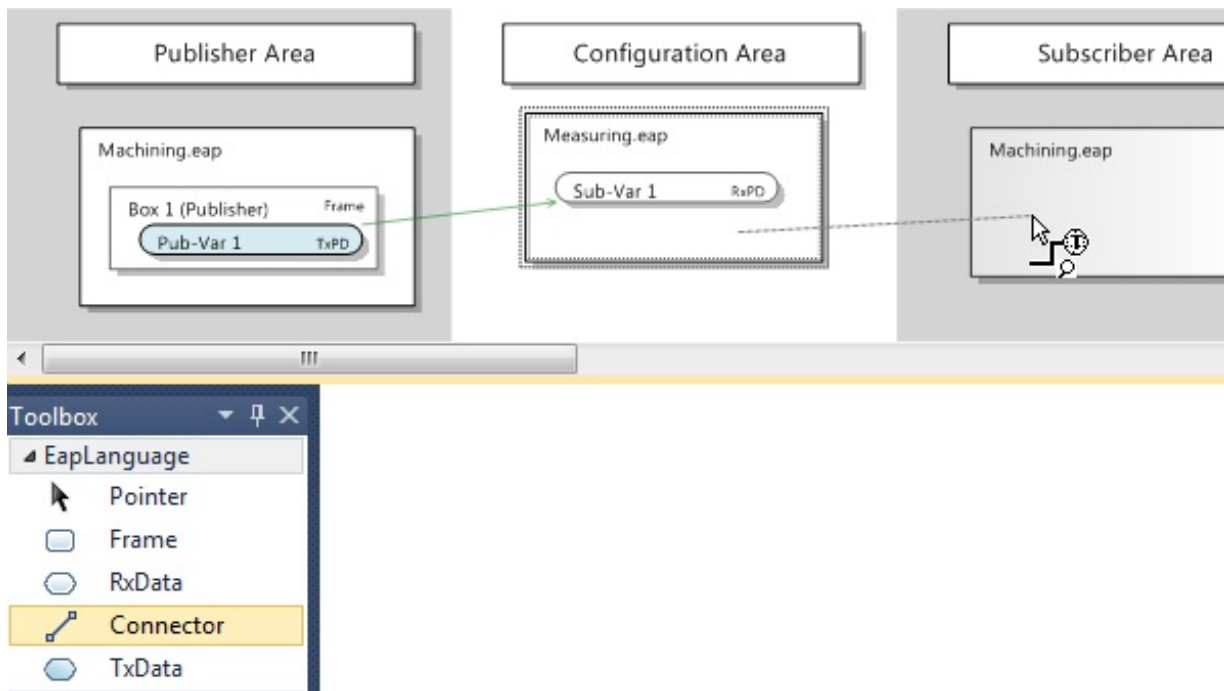 Publisher Area
Configuration Area
Subscriber Area
Machining.eap
Box 1 (Publisher) Frame
Pub-Var 1 TxPD
Measuring.eap
Sub-Var 1 RxPD
Machining.eap
T
Toolbox
EapLanguage
Pointer
Frame
RxData
Connector
TxData